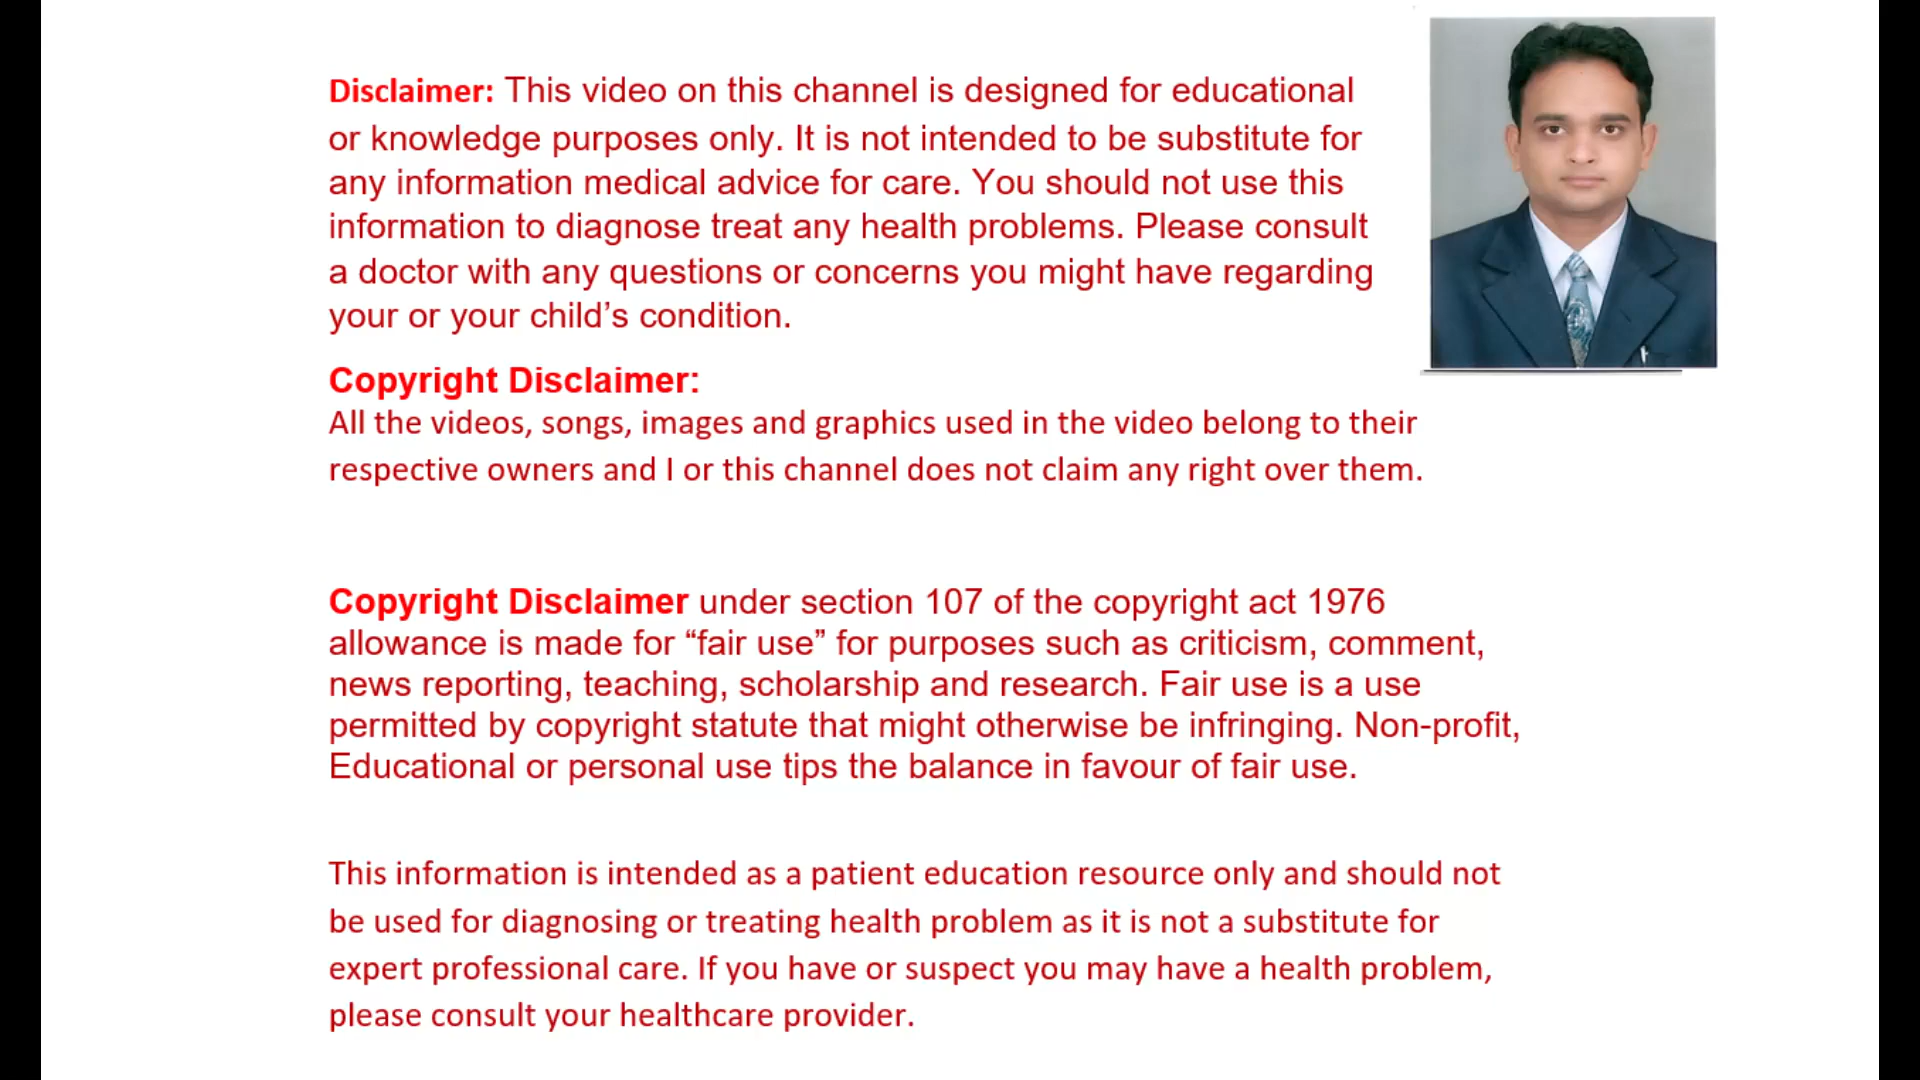 Disclaimer: This video on this channel is designed for educational
or knowledge purposes only. It is not intended to be substitute for
any information medical advice for care. You should not use this
information to diagnose treat any health problems. Please consult
a doctor with any questions or concerns you might have regarding
your or your child’s condition.
Copyright Disclaimer:
All the videos, songs, images and graphics used in the video belong to their
respective owners and I or this channel does not claim any right over them.
Copyright Disclaimer under section 107 of the copyright act 1976
allowance is made for “fair use” for purposes such as criticism, comment,
news reporting, teaching, scholarship and research. Fair use is a use
permitted by copyright statute that might otherwise be infringing. Non-profit,
Educational or personal use tips the balance in favour of fair use.
This information is intended as a patient education resource only and should not
be used for diagnosing or treating health problem as it is not a substitute for
expert professional care. If you have or suspect you may have a health problem,
please consult your healthcare provider.